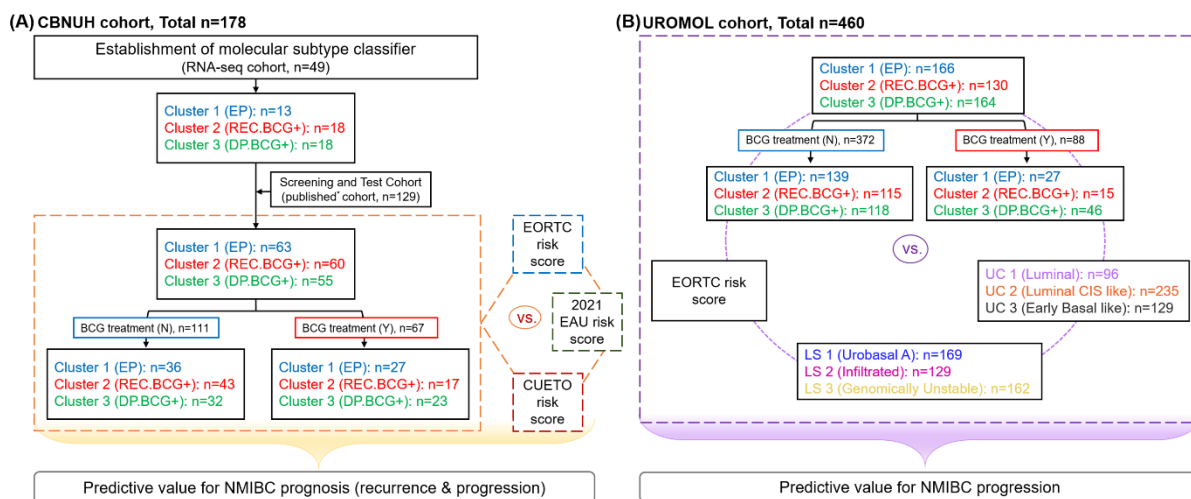 (A) CBNUH cohort, Total n=178
Establishment of molecular subtype classifier
(RNA-seq cohort, n=49)
Cluster 1 (EP): n=13
Cluster 2 (REC.BCG+): n=18
Cluster 3 (DP.BCG+): n=18
Screening and Test Cohort
(published* cohort, n=129)
Cluster 1 (EP): n=63
Cluster 2 (REC.BCG+): n=60
Cluster 3 (DP.BCG+): n=55
BCG treatment (N), n=111
BCG treatment (Y), n=67
Cluster 1 (EP): n=36
Cluster 2 (REC.BCG+): n=43
Cluster 3 (DP.BCG+): n=32
Cluster 1 (EP): n=27
Cluster 2 (REC.BCG+): n=17
Cluster 3 (DP.BCG+): n=23
EORTC
risk
score
vs.
2021
EAU risk
score
CUETO
risk
score
Predictive value for NMIBC prognosis (recurrence & progression)
(B) UROMOL cohort, Total n=460
Cluster 1 (EP): n=166
Cluster 2 (REC.BCG+): n=130
Cluster 3 (DP.BCG+): n=164
BCG treatment (N), n=372
BCG treatment (Y), n=88
Cluster 1 (EP): n=139
Cluster 2 (REC.BCG+): n=115
Cluster 3 (DP.BCG+): n=118
Cluster 1 (EP): n=27
Cluster 2 (REC.BCG+): n=15
Cluster 3 (DP.BCG+): n=46
vs.
EORTC risk
score
UC 1 (Luminal): n=96
UC 2 (Luminal CIS like): n=235
UC 3 (Early Basal like): n=129
LS 1 (Urobasal A): n=169
LS 2 (Infiltrated): n=129
LS 3 (Genomically Unstable): n=162
Predictive value for NMIBC progression